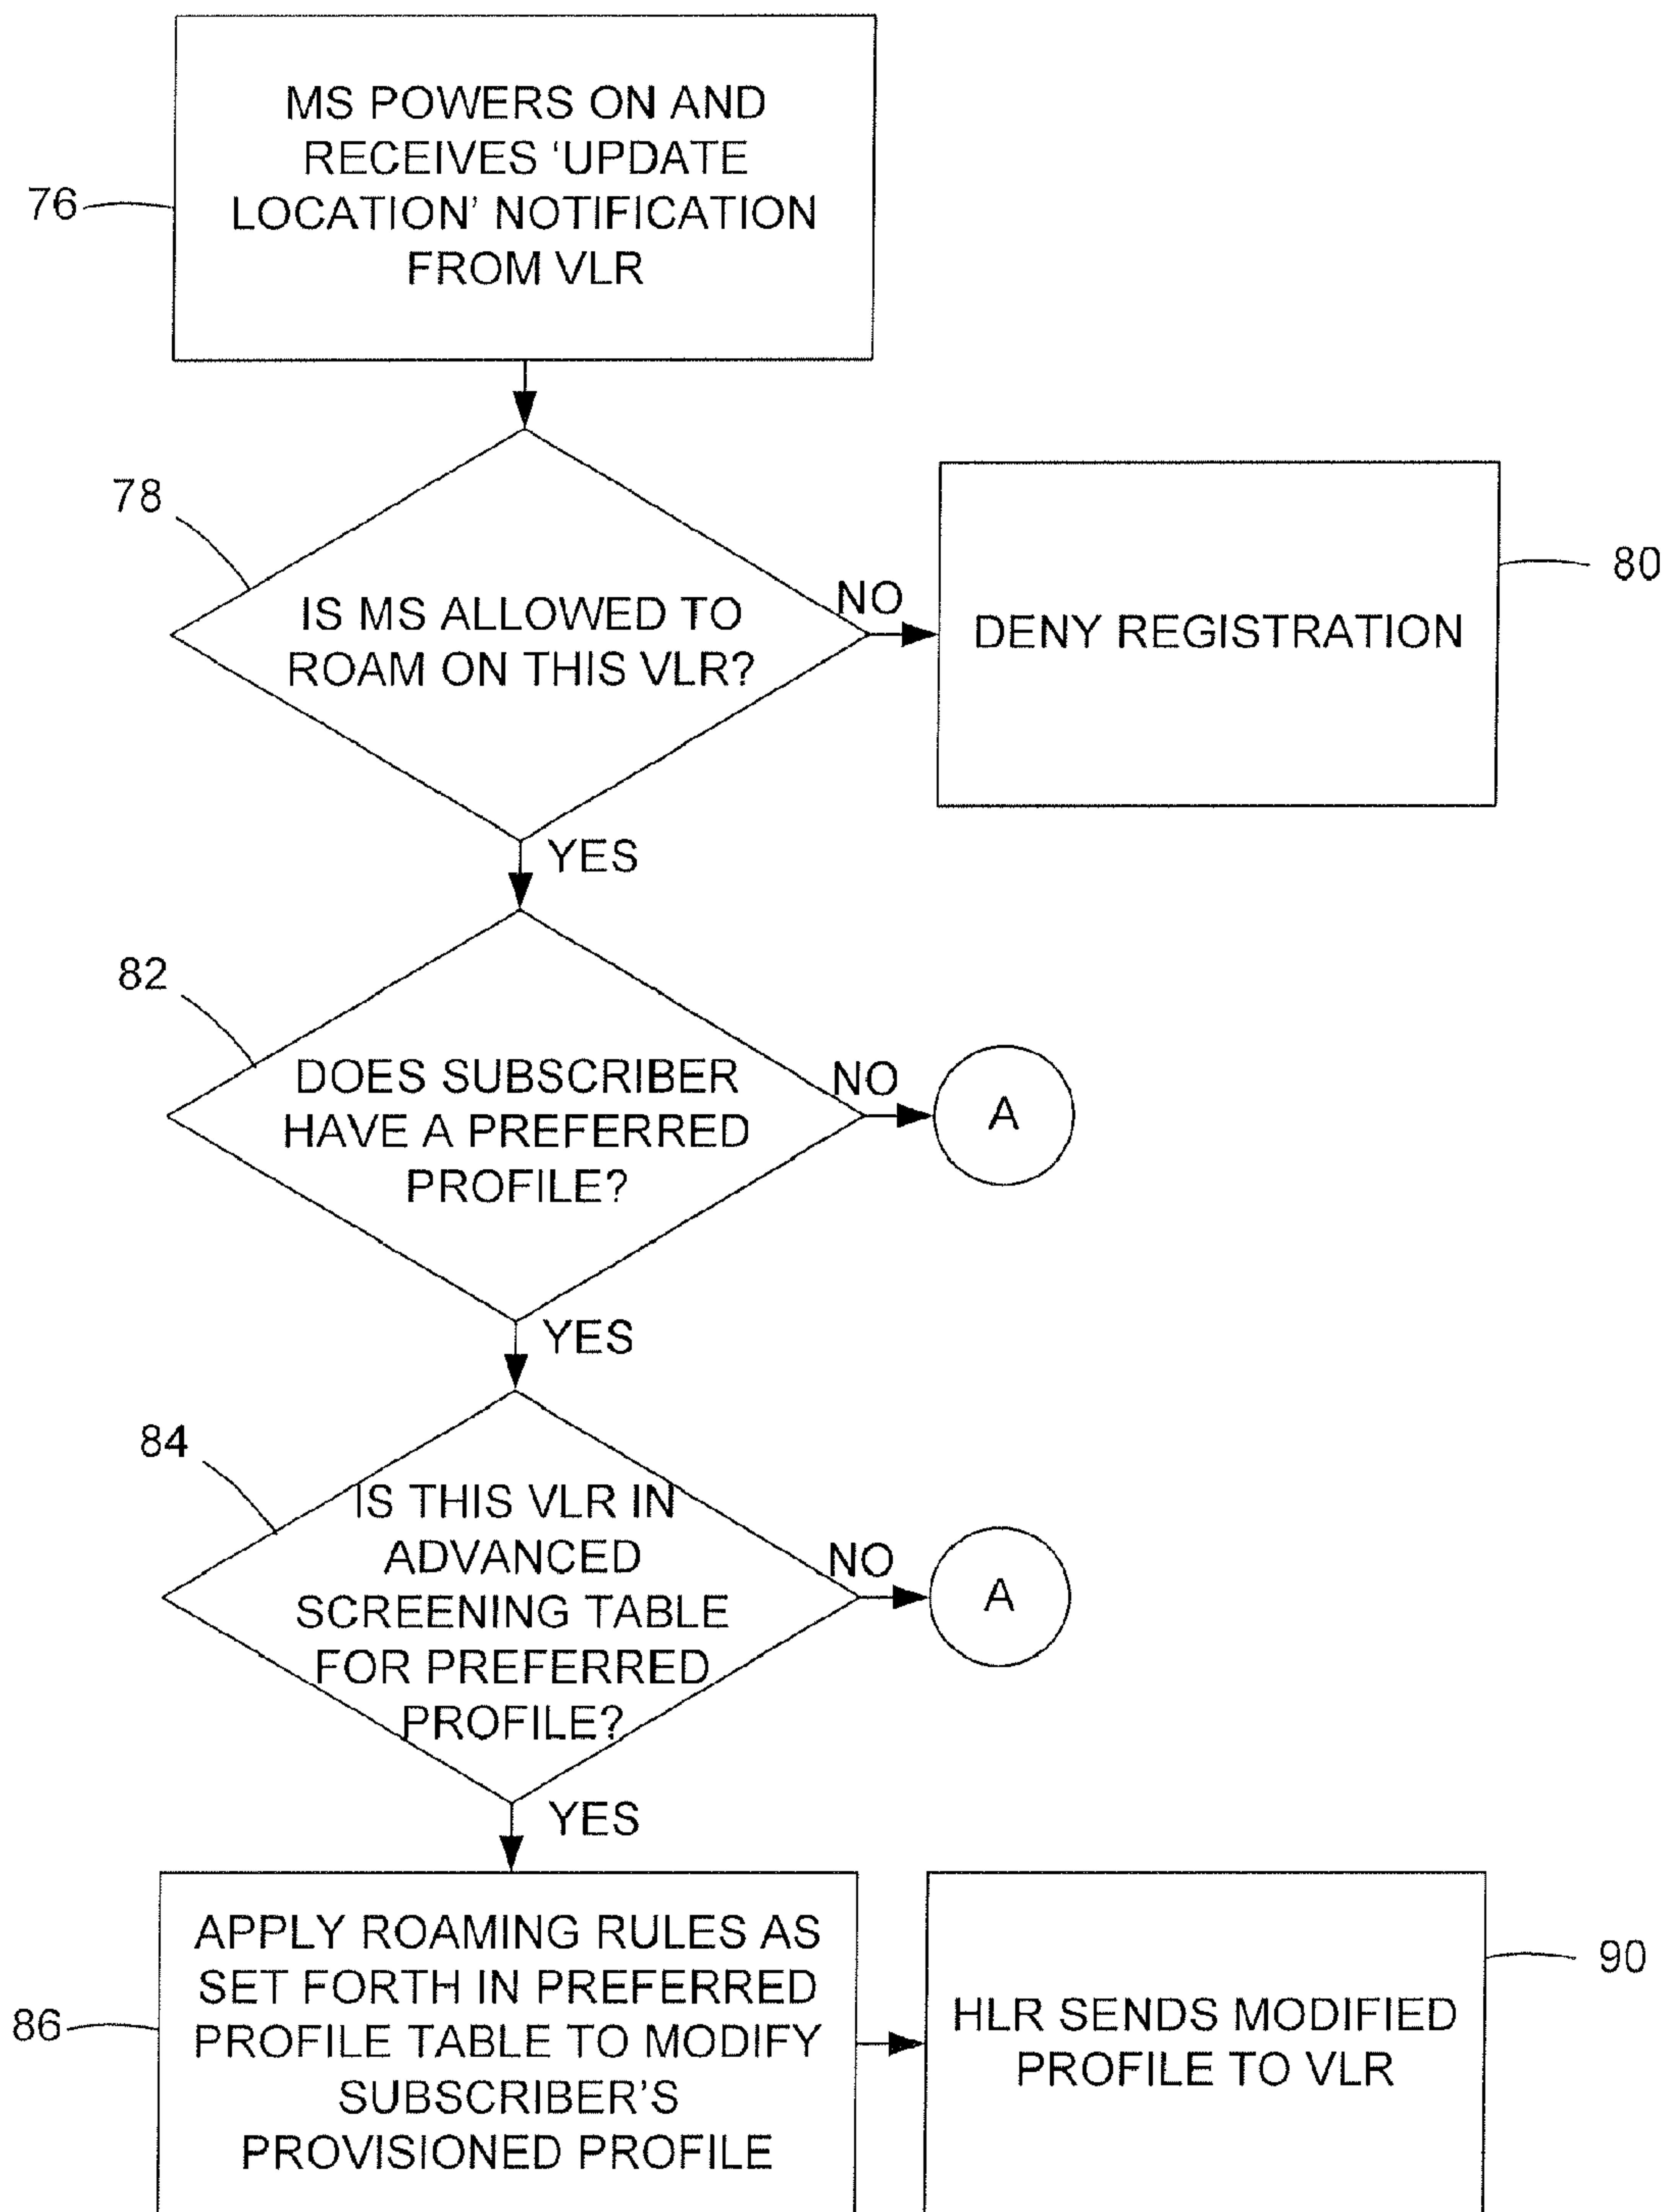 MS POWERS ON AND
RECEIVES ‘UPDATE
LOCATION’ NOTIFICATION
FROM VLR
76
78
IS MS ALLOWED TO
ROAM ON THIS VLR?
NO
DENY REGISTRATION
80
YES
82
DOES SUBSCRIBER
HAVE A PREFERRED
PROFILE?
NO
A
YES
84
IS THIS VLR IN
ADVANCED
SCREENING TABLE
FOR PREFERRED
PROFILE?
NO
A
YES
86
APPLY ROAMING RULES AS
SET FORTH IN PREFERRED
PROFILE TABLE TO MODIFY
SUBSCRIBER’S
PROVISIONED PROFILE
HLR SENDS MODIFIED
PROFILE TO VLR
90